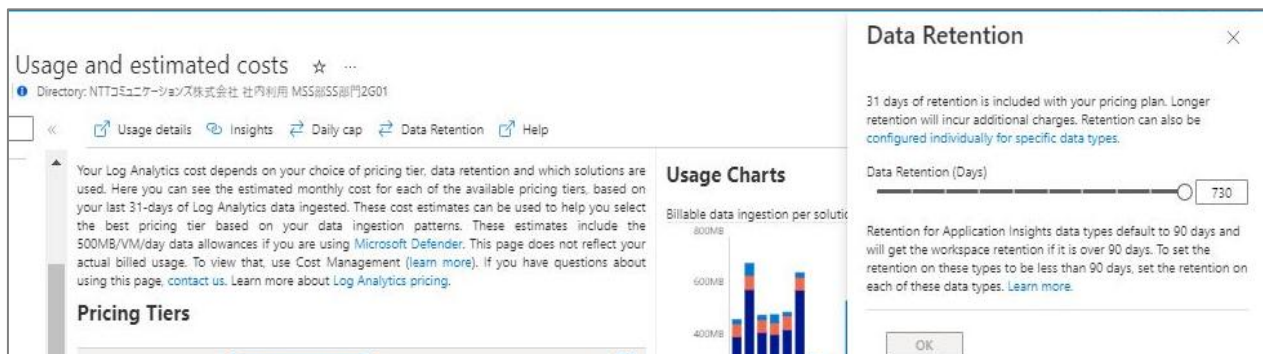 Usage and estimated costs
Directory: NTTコミュニケーションズ株式会社 社内利用 MSS部SS部門2G01
Usage details Insights Daily cap Data Retention Help
Your Log Analytics cost depends on your choice of pricing tier, data retention and which solutions are
used. Here you can see the estimated monthly cost for each of the available pricing tiers, based on
your last 31-days of Log Analytics data ingested. These cost estimates can be used to help you select
the best pricing tier based on your data ingestion patterns. These estimates include the
500MB/VM/day data allowances if you are using Microsoft Defender. This page does not reflect your
actual billed usage. To view that, use Cost Management (learn more). If you have questions about
using this page, contact us. Learn more about Log Analytics pricing.
Pricing Tiers
Usage Charts
Billable data ingestion per solutio
800MB
600MB
400MB
Data Retention
31 days of retention is included with your pricing plan. Longer
retention will incur additional charges. Retention can also be
configured individually for specific data types.
Data Retention (Days)
730
Retention for Application Insights data types default to 90 days and
will get the workspace retention if it is over 90 days. To set the
retention on these types to be less than 90 days, set the retention on
each of these data types. Learn more.
OK